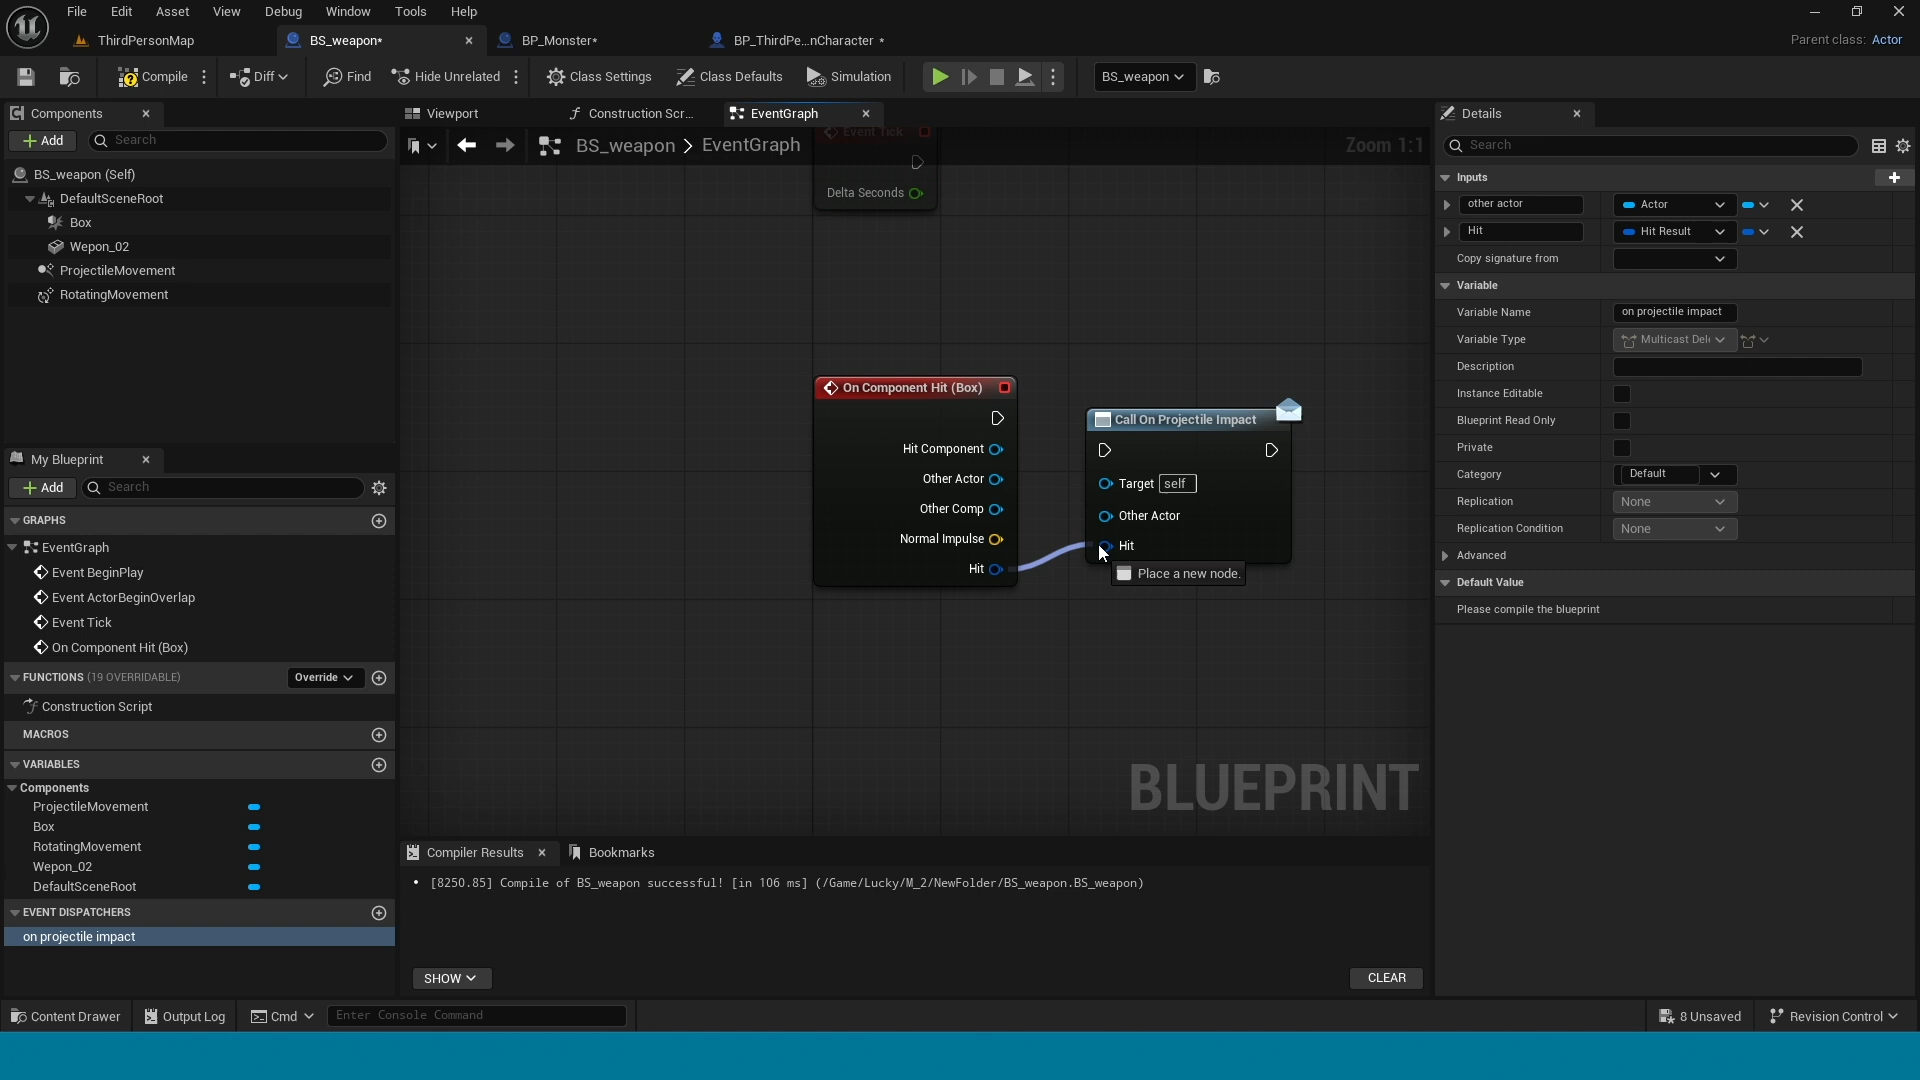 File Edit Asset View Window Debug Tools Help
ThirdPersonMap BS_weapon* BP_Monster* BP_ThirdPe...nCharacter * Parent class: Actor
Compile Diff Find Hide Unrelated Class Settings Class Defaults Simulation BS_weapon
Components Viewport Construction Scr... EventGraph Details
Add Search BS_weapon > EventGraph Zoom 1:1 Search
Event Tick
Delta Seconds
BS_weapon (Self)
DefaultSceneRoot
Box
Wepon_02
ProjectileMovement
RotatingMovement
My Blueprint
Add Search
GRAPHS
EventGraph
Event BeginPlay
Event ActorBeginOverlap
Event Tick
On Component Hit (Box)
FUNCTIONS (19 OVERRIDABLE) Override
Construction Script
MACROS
VARIABLES
Components
ProjectileMovement
Box
RotatingMovement
Wepon_02
DefaultSceneRoot
EVENT DISPATCHERS
on projectile impact
On Component Hit (Box)
Hit Component
Other Actor
Other Comp
Normal Impulse
Hit
Call On Projectile Impact
Target self
Other Actor
Hit
Place a new node.
BLUEPRINT
Compiler Results Bookmarks
[8250.85] Compile of BS_weapon successful! [in 106 ms] (/Game/Lucky/M_2/NewFolder/BS_weapon.BS_weapon)
SHOW CLEAR
Inputs
other actor Actor
Hit Hit Result
Copy signature from
Variable
Variable Name on projectile impact
Variable Type Multicast Del
Description
Instance Editable
Blueprint Read Only
Private
Category Default
Replication None
Replication Condition None
Advanced
Default Value
Please compile the blueprint
Content Drawer Output Log Cmd Enter Console Command 8 Unsaved Revision Control